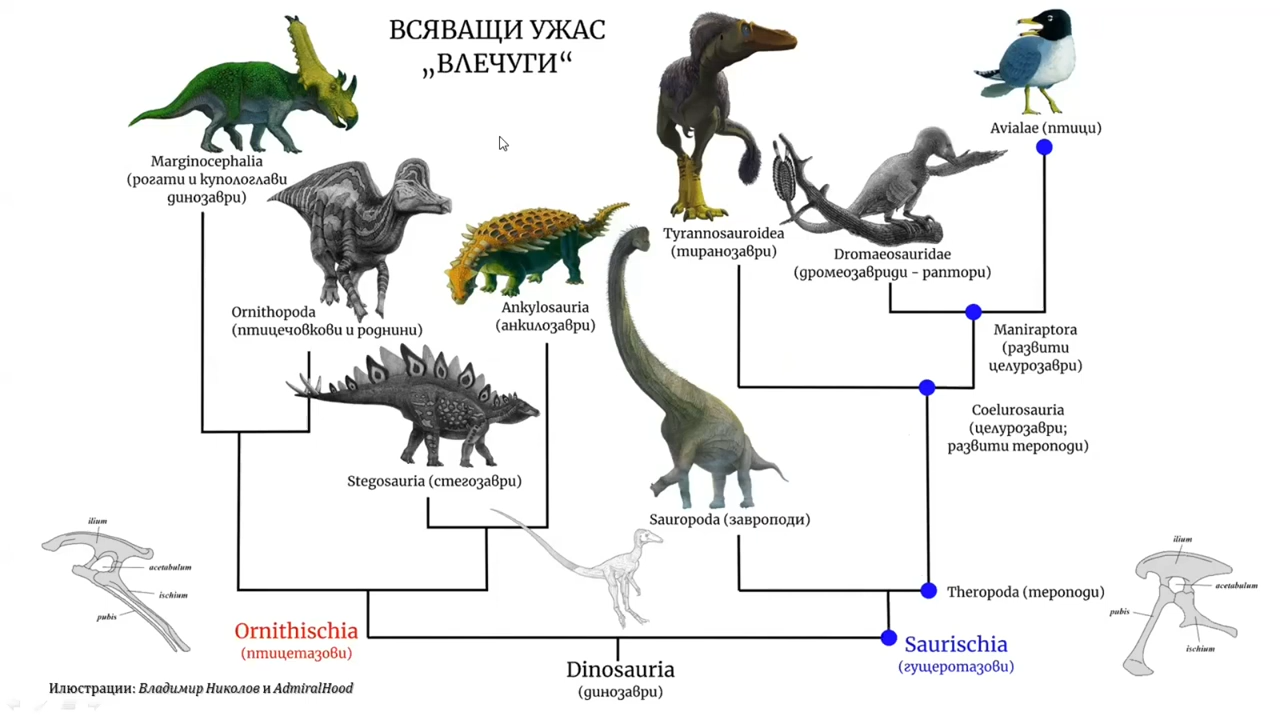 ВСЯВАЩИ УЖАС
„ВЛЕЧУГИ“
Marginocephalia
(рогати и купологлави
динозаври)
Ornithopoda
(птицечовкови и роднини)
Ankylosauria
(анкилозаври)
Stegosauria (стегозаври)
Tyrannosauroidea
(тиранозаври)
Dromaeosauridae
(дромеозавриди - раптори)
Avialae (птици)
Maniraptora
(развити
целурозаври)
Coelurosauria
(целурозаври;
развити тероподи)
Sauropoda (завроподи)
Theropoda (тероподи)
ilium
acetabulum
ischium
pubis
ilium
acetabulum
pubis
ischium
Ornithischia
(птицетазови)
Saurischia
(гущеротазови)
Dinosauria
(динозаври)
Илюстрации: Владимир Николов и AdmiralHood